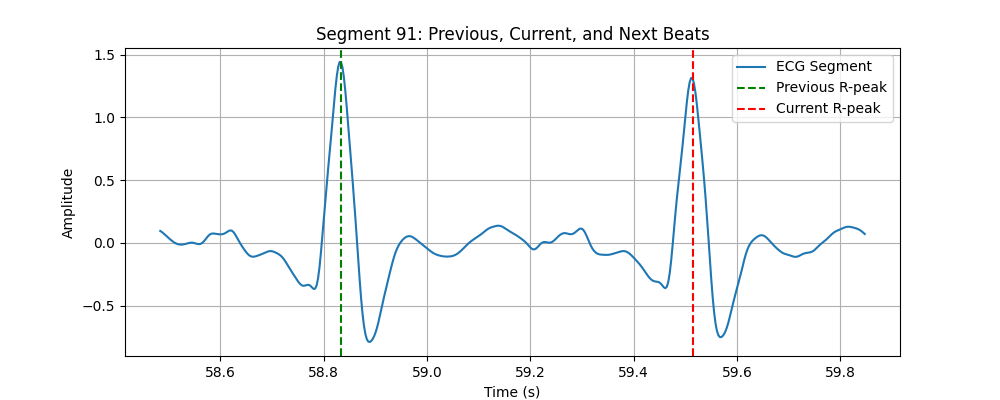 Segment 91: Previous, Current, and Next Beats
1.5
1.0
0.5
0.0
−0.5
Amplitude
ECG Segment
Previous R-peak
Current R-peak
58.6 58.8 59.0 59.2 59.4 59.6 59.8
Time (s)